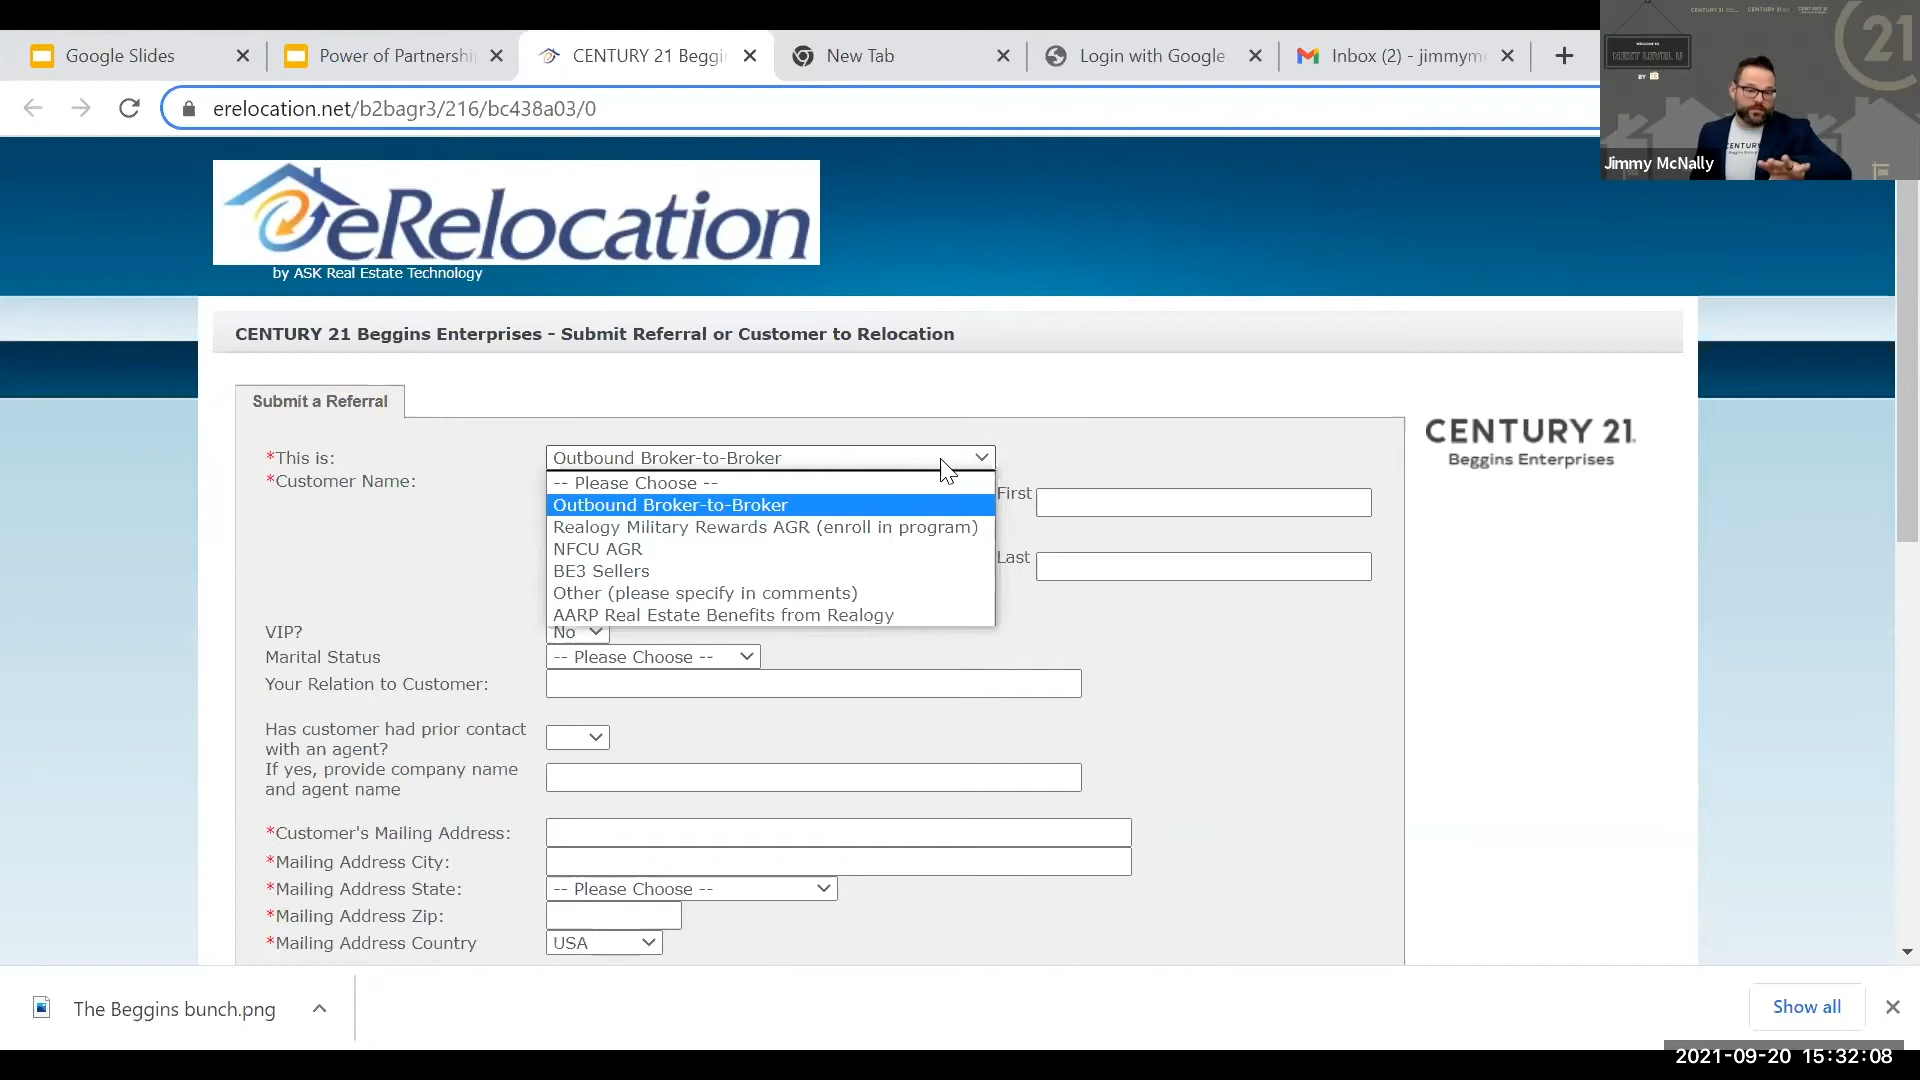 Google Slides
Power of Partnershi
CENTURY 21 Beggi
New Tab
Login with Google
Inbox (2) - jimmym
erelocation.net/b2bagr3/216/bc438a03/0
WELCOME TO
NEXT LEVEL U
BY
21
CENTURY
Jimmy McNally
eRelocation
by ASK Real Estate Technology
CENTURY 21 Beggins Enterprises - Submit Referral or Customer to Relocation
Submit a Referral
CENTURY 21.
Beggins Enterprises
*This is:
Outbound Broker-to-Broker
*Customer Name:
-- Please Choose --
Outbound Broker-to-Broker
Realogy Military Rewards AGR (enroll in program)
NFCU AGR
BE3 Sellers
Other (please specify in comments)
AARP Real Estate Benefits from Realogy
First
Last
VIP?
No
Marital Status
-- Please Choose --
Your Relation to Customer:
Has customer had prior contact
with an agent?
If yes, provide company name
and agent name
*Customer's Mailing Address:
*Mailing Address City:
*Mailing Address State:
-- Please Choose --
*Mailing Address Zip:
*Mailing Address Country
USA
The Beggins bunch.png
Show all
2021-09-20 15:32:08